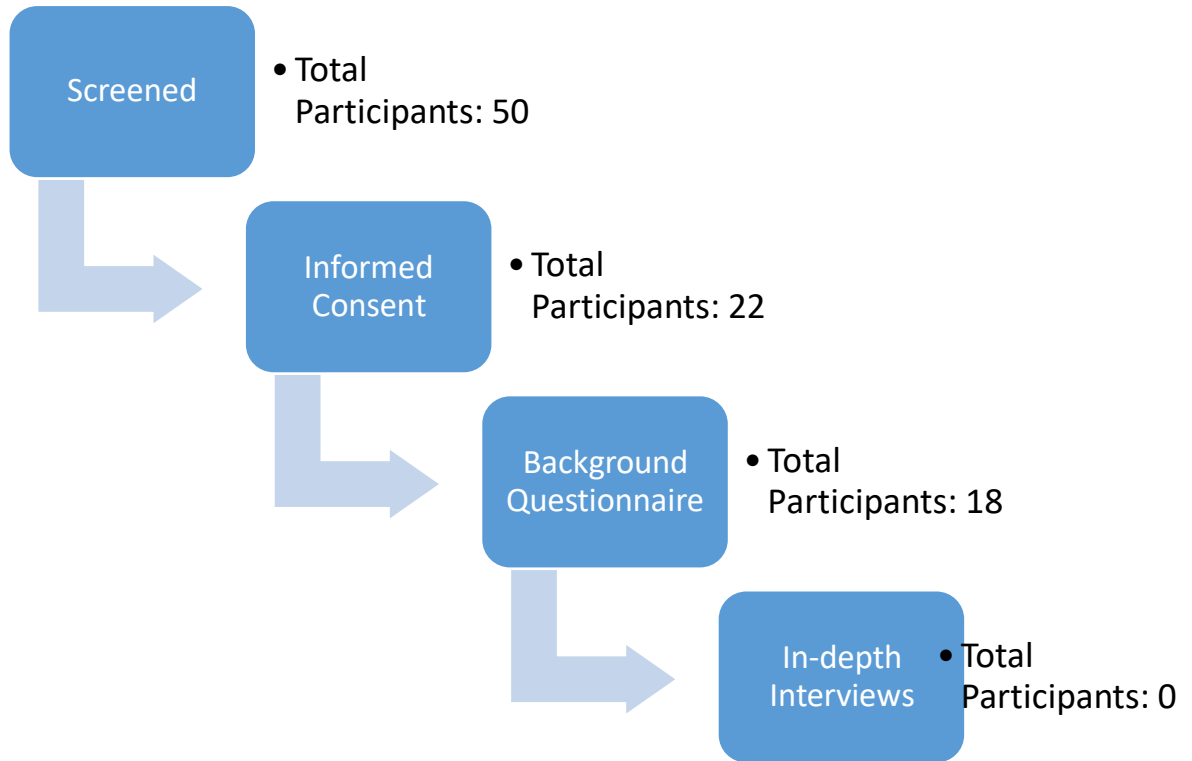 Screened
• Total
Participants: 50
Informed
Consent
• Total
Participants: 22
Background
Questionnaire
• Total
Participants: 18
In-depth
Interviews
• Total
Participants: 0